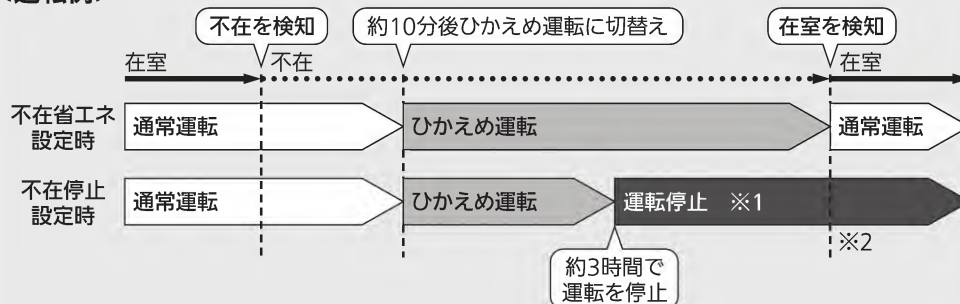 不在を検知
約10分後ひかえめ運転に切替え
在室を検知
在室
不在
在室
不在省エネ
設定時
通常運転
ひかえめ運転
通常運転
不在停止
設定時
通常運転
ひかえめ運転
運転停止 ※1
※2
約3時間で
運転を停止